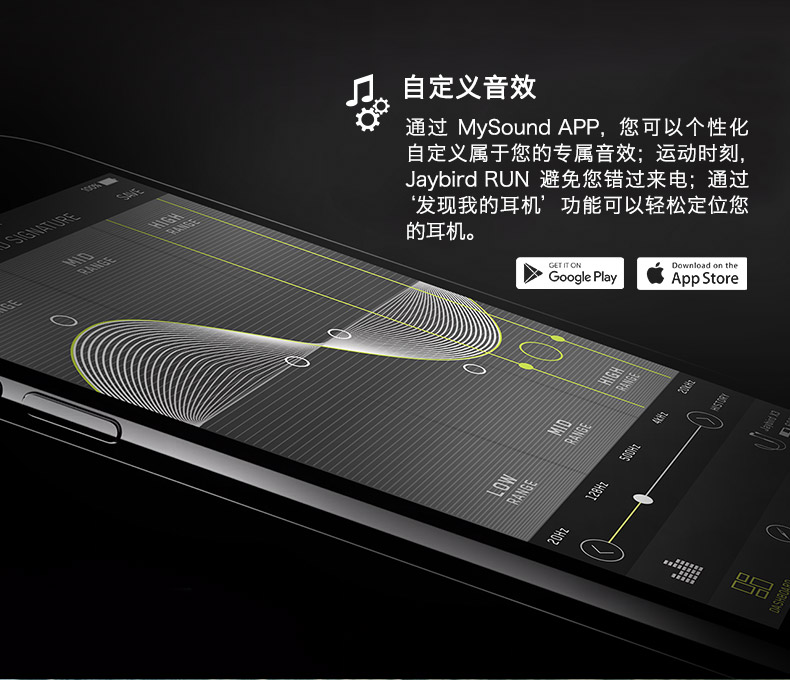 自定义音效
通过 MySound APP，您可以个性化
自定义属于您的专属音效；运动时刻，
Jaybird RUN 避免您错过来电；通过
‘发现我的耳机’功能可以轻松定位您
的耳机。
GET IT ON
Google Play
Download on the
App Store
100%
SAVE
SIGNATURE
HIGH
RANGE
MID
RANGE
HIGH
RANGE
MID
RANGE
LOW
RANGE
20kHz
4kHz
500Hz
128Hz
20Hz
HISTORY
Jaybird X3
DASHBOARD